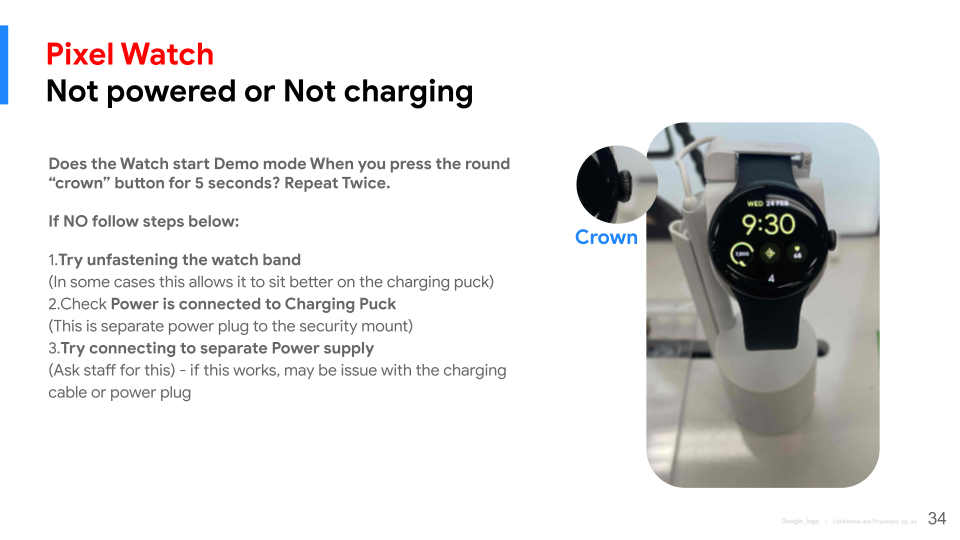 Pixel Watch
Not powered or Not charging
Does the Watch start Demo mode When you press the round
“crown” button for 5 seconds? Repeat Twice.
If NO follow steps below:
1.Try unfastening the watch band
(In some cases this allows it to sit better on the charging puck)
2.Check Power is connected to Charging Puck
(This is separate power plug to the security mount)
3.Try connecting to separate Power supply
(Ask staff for this) - if this works, may be issue with the charging
cable or power plug
Crown
WED 24 FEB
9:30
7,200
68
4
Google_logo | Confidential and Proprietary pg. 34
34